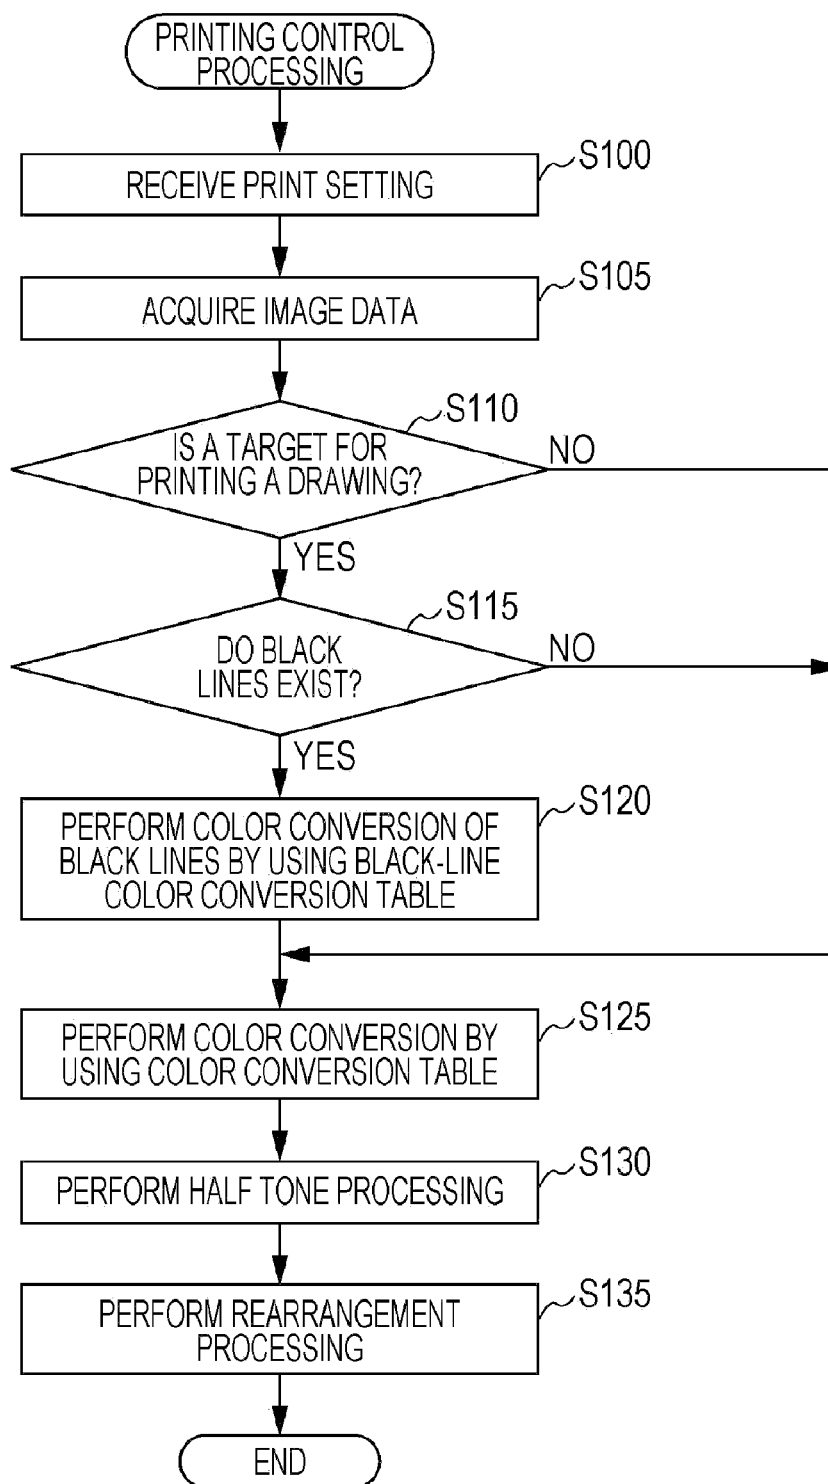 PRINTING CONTROL
PROCESSING
S100
RECEIVE PRINT SETTING
S105
ACQUIRE IMAGE DATA
S110
IS A TARGET FOR
PRINTING A DRAWING?
NO
YES
S115
DO BLACK
LINES EXIST?
NO
YES
S120
PERFORM COLOR CONVERSION OF
BLACK LINES BY USING BLACK-LINE
COLOR CONVERSION TABLE
S125
PERFORM COLOR CONVERSION BY
USING COLOR CONVERSION TABLE
S130
PERFORM HALF TONE PROCESSING
S135
PERFORM REARRANGEMENT
PROCESSING
END